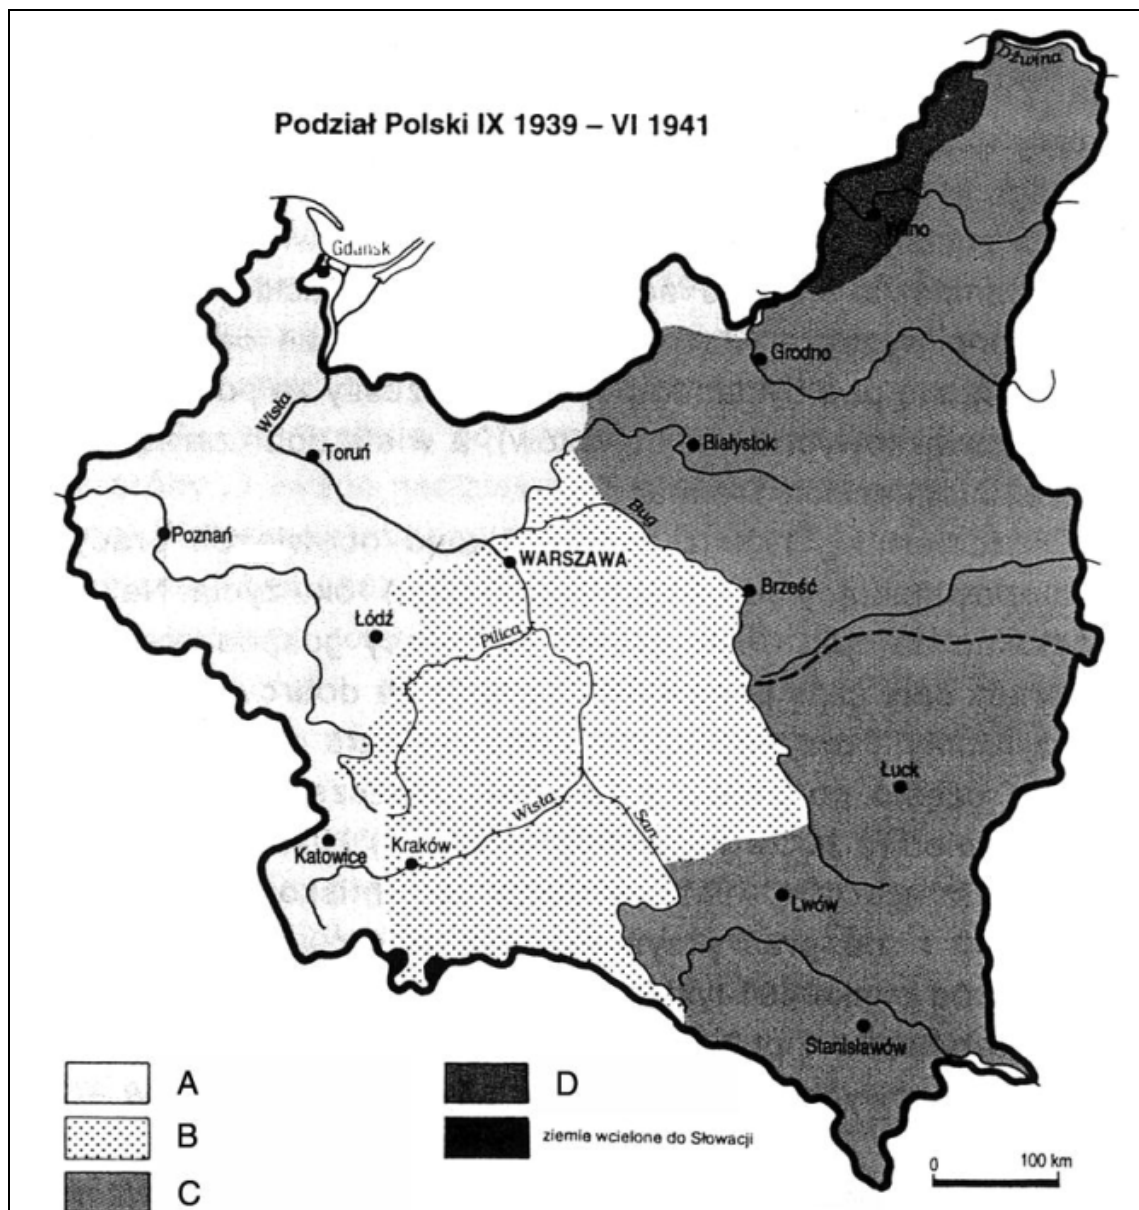 Podział Polski IX 1939 – VI 1941
Dźwina
Gdańsk
Wilno
Grodno
Wisła
Toruń
Białystok
Poznań
Bug
WARSZAWA
Brześć
Łódź
Pilica
Łuck
Wisła
San
Katowice
Kraków
Lwów
Stanisławów
A
D
B
ziemie wcielone do Słowacji
C
0 100 km